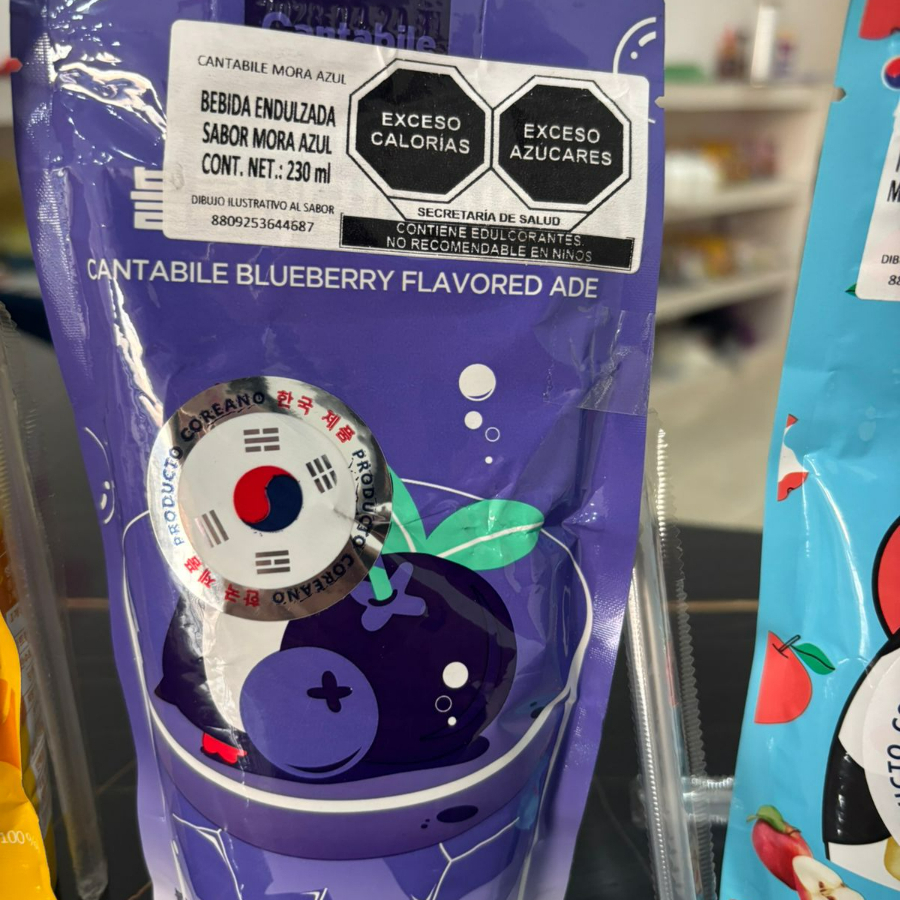 Cantabile
CANTABILE MORA AZUL
BEBIDA ENDULZADA
SABOR MORA AZUL
CONT. NET.: 230 ml
DIBUJO ILUSTRATIVO AL SABOR
8809253644687
EXCESO
CALORÍAS
EXCESO
AZÚCARES
SECRETARÍA DE SALUD
CONTIENE EDULCORANTES,
NO RECOMENDABLE EN NIÑOS
CANTABILE BLUEBERRY FLAVORED ADE
PRODUCTO COREANO 한국 제품 PRODUCTO COREANO 한국 제품
100%